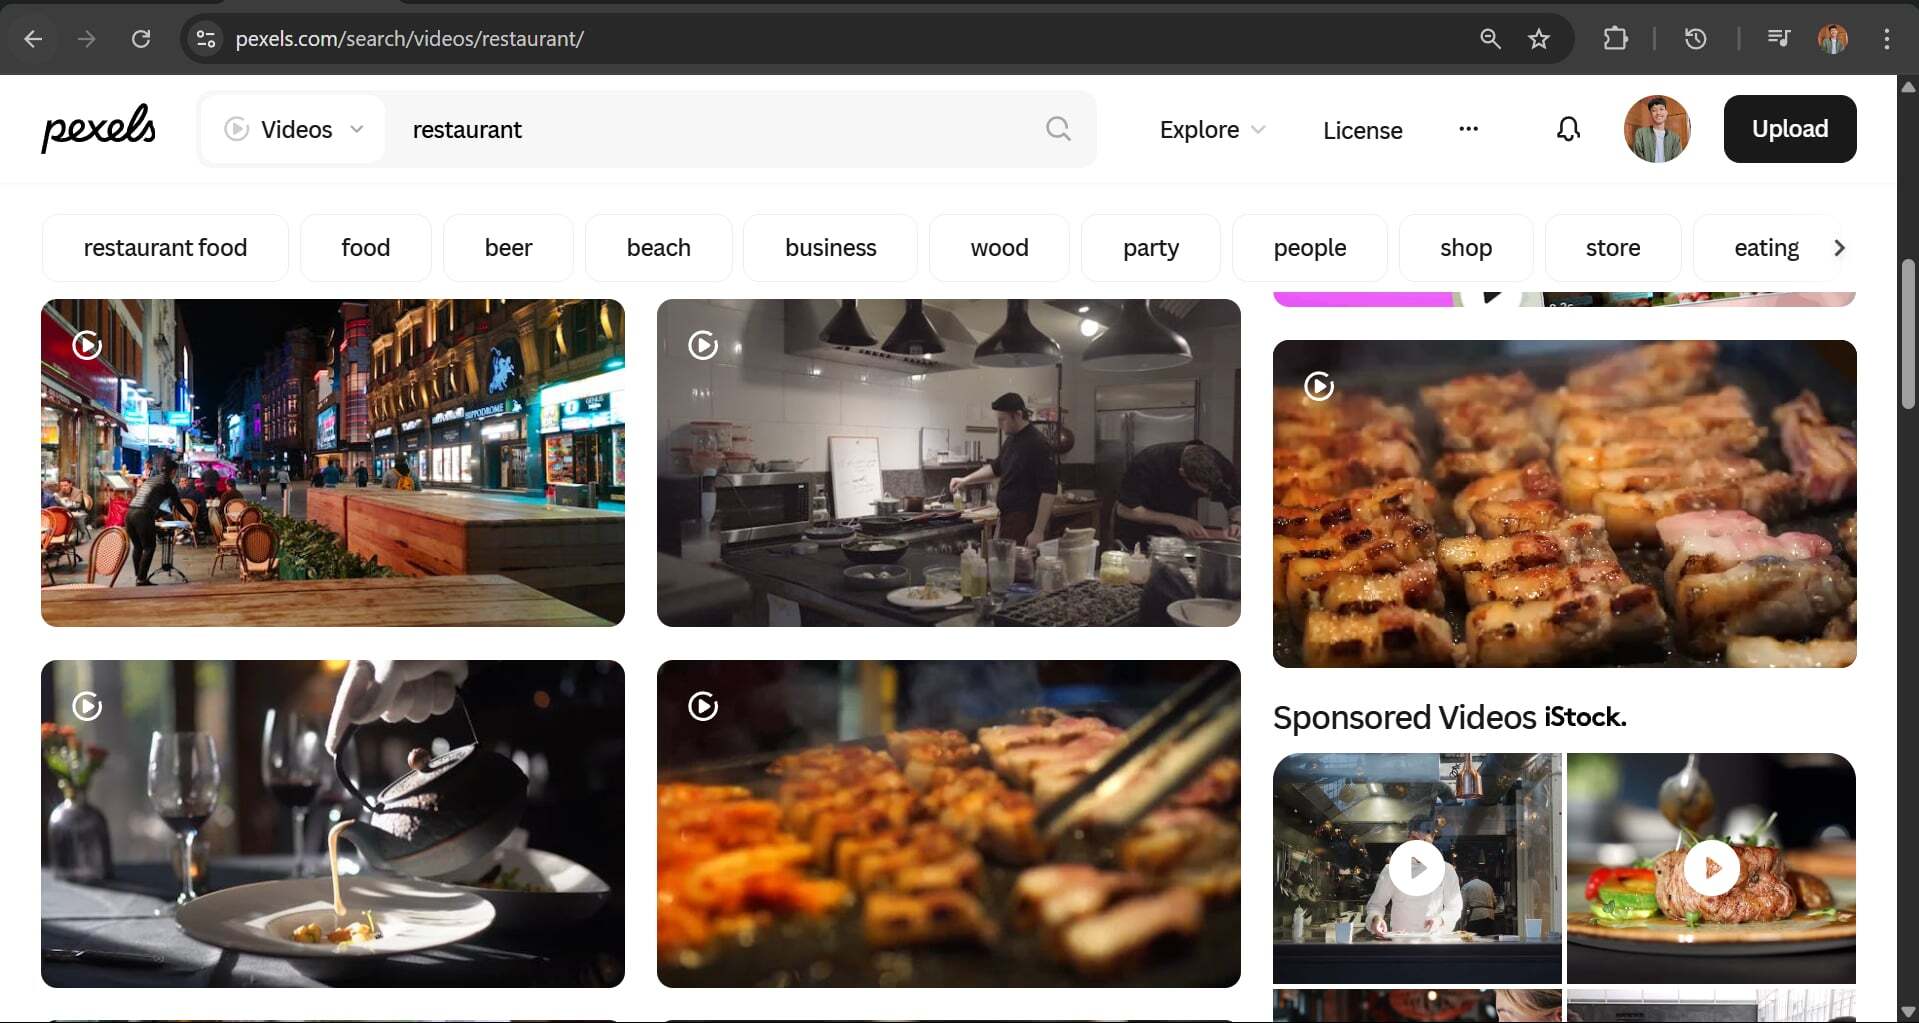 pexels.com/search/videos/restaurant/
pexels
Videos
restaurant
Explore
License
Upload
restaurant food
food
beer
beach
business
wood
party
people
shop
store
eating
HIPPODROME
Sponsored Videos iStock.